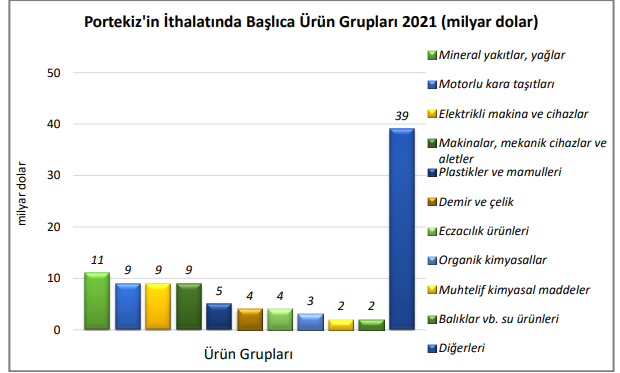 Portekiz'in İthalatında Başlıca Ürün Grupları 2021 (milyar dolar)
milyar dolar
50
40
30
20
10
0
11
9
9
9
5
4
4
3
2
2
39
Ürün Grupları
Mineral yakıtlar, yağlar
Motorlu kara taşıtları
Elektrikli makina ve cihazlar
Makinalar, mekanik cihazlar ve
aletler
Plastikler ve mamulleri
Demir ve çelik
Eczacılık ürünleri
Organik kimyasallar
Muhtelif kimyasal maddeler
Balıklar vb. su ürünleri
Diğerleri